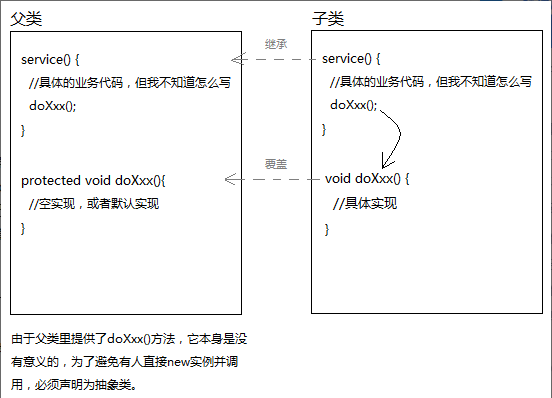 父类
service() {
//具体的业务代码，但我不知道怎么写
doXxx();
}
protected void doXxx(){
//空实现，或者默认实现
}
继承
覆盖
子类
service() {
//具体的业务代码，但我不知道怎么写
doXxx();
}
void doXxx() {
//具体实现
}
由于父类里提供了doXxx()方法，它本身是没
有意义的，为了避免有人直接new实例并调
用，必须声明为抽象类。